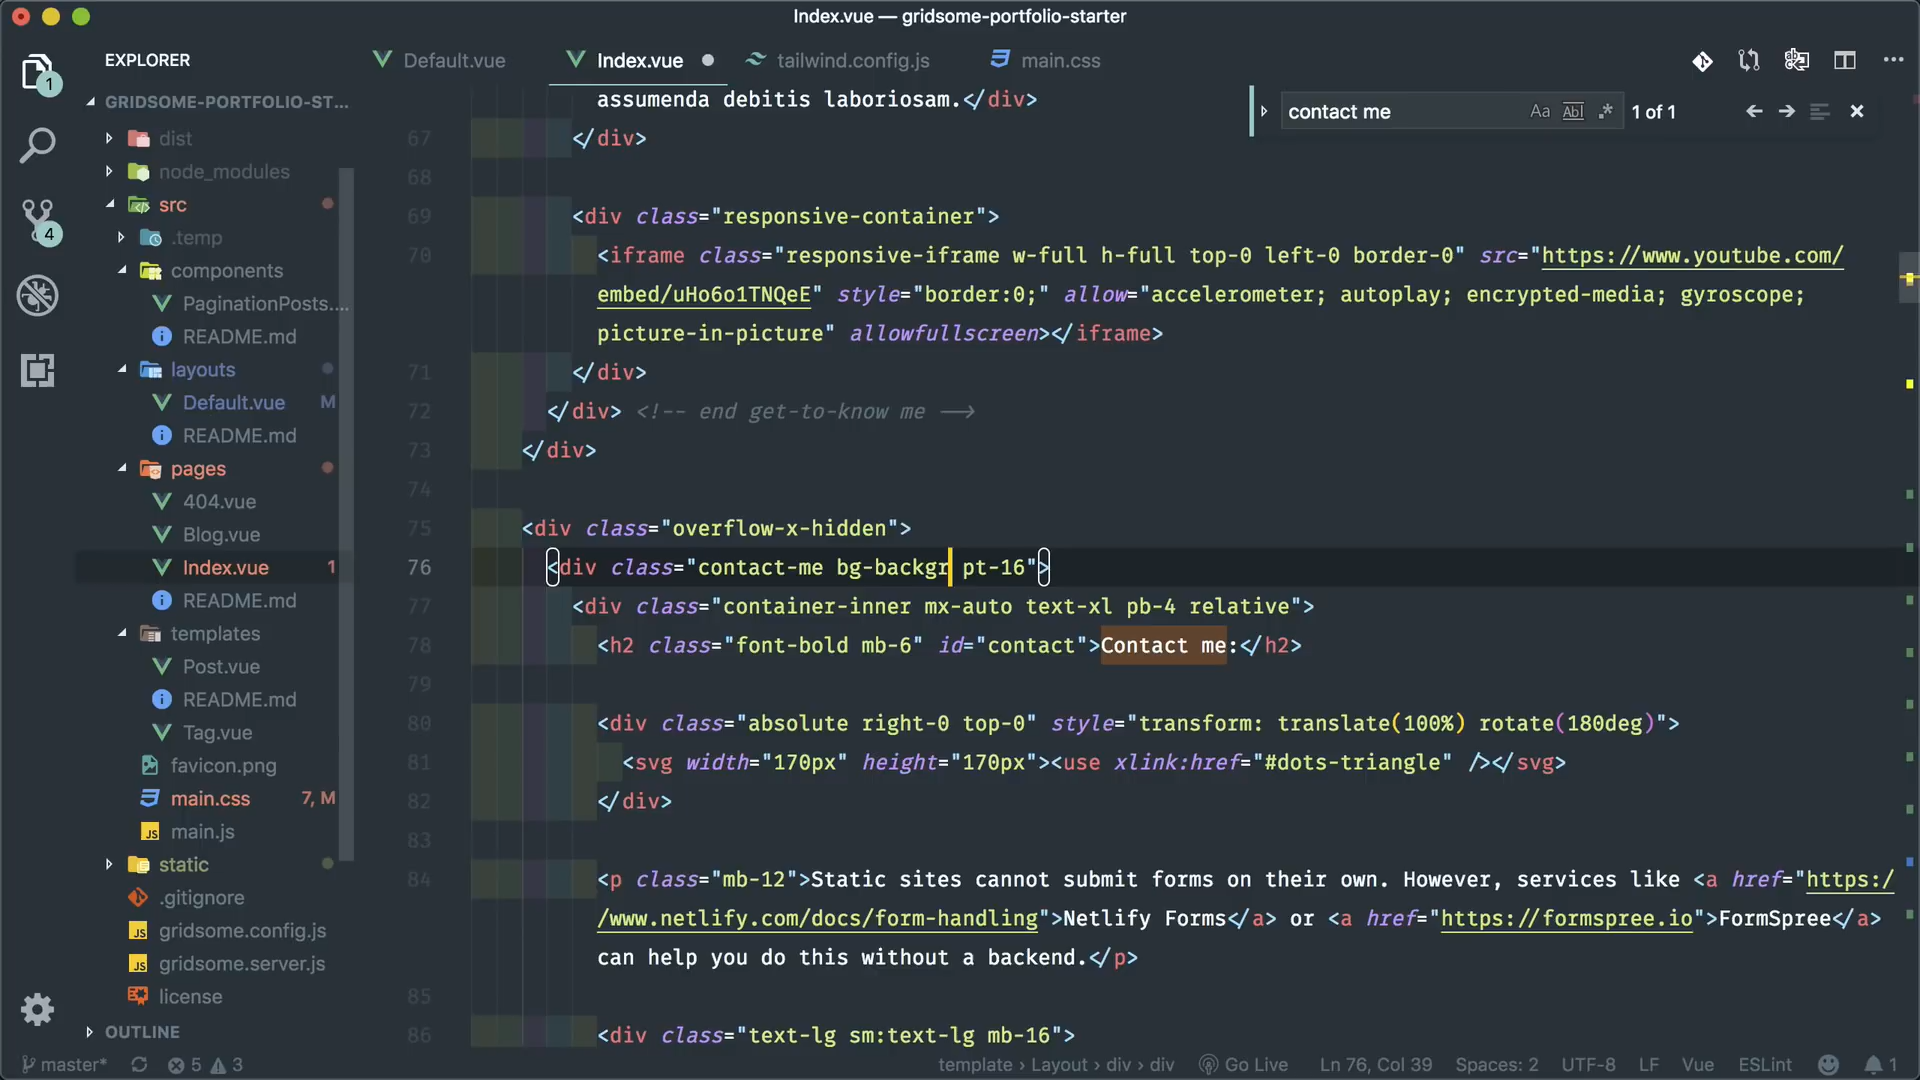 Index.vue — gridsome-portfolio-starter
EXPLORER
Default.vue
Index.vue
tailwind.config.js
main.css
contact me
Aa
Abl
.*
1 of 1
1
4
GRIDSOME-PORTFOLIO-ST...
dist
node_modules
src
.temp
components
PaginationPosts....
README.md
layouts
Default.vue M
README.md
pages
404.vue
Blog.vue
Index.vue 1
README.md
templates
Post.vue
README.md
Tag.vue
favicon.png
main.css 7, M
main.js
static
.gitignore
gridsome.config.js
gridsome.server.js
license
OUTLINE
assumenda debitis laboriosam.</div>
67 </div>
68
69 <div class="responsive-container">
70 <iframe class="responsive-iframe w-full h-full top-0 left-0 border-0" src="https://www.youtube.com/
embed/uHo6o1TNQeE" style="border:0;" allow="accelerometer; autoplay; encrypted-media; gyroscope;
picture-in-picture" allowfullscreen></iframe>
71 </div>
72 </div> <!-- end get-to-know me -->
73 </div>
74
75 <div class="overflow-x-hidden">
76 <div class="contact-me bg-backgr pt-16">
77 <div class="container-inner mx-auto text-xl pb-4 relative">
78 <h2 class="font-bold mb-6" id="contact">Contact me:</h2>
79
80 <div class="absolute right-0 top-0" style="transform: translate(100%) rotate(180deg)">
81 <svg width="170px" height="170px"><use xlink:href="#dots-triangle" /></svg>
82 </div>
83
84 <p class="mb-12">Static sites cannot submit forms on their own. However, services like <a href="https:/
/www.netlify.com/docs/form-handling">Netlify Forms</a> or <a href="https://formspree.io">FormSpree</a>
can help you do this without a backend.</p>
85
86 <div class="text-lg sm:text-lg mb-16">
master*
5
3
template › Layout › div › div
Go Live
Ln 76, Col 39
Spaces: 2
UTF-8
LF
Vue
ESLint
1